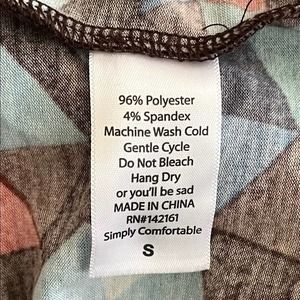 96% Polyester
4% Spandex
Machine Wash Cold
Gentle Cycle
Do Not Bleach
Hang Dry
or you'll be sad
MADE IN CHINA
RN#142161
Simply Comfortable
S